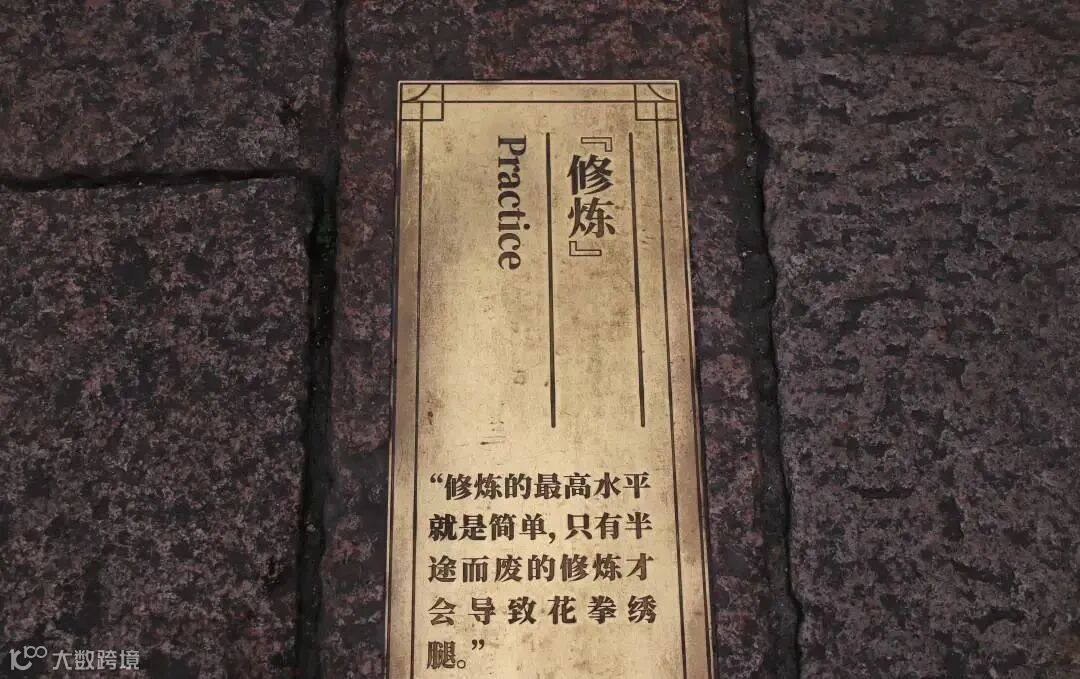 『修炼』
Practice
“修炼的最高水平
就是简单,只有半
途而废的修炼才
会导致花拳绣
腿。”
大数跨境